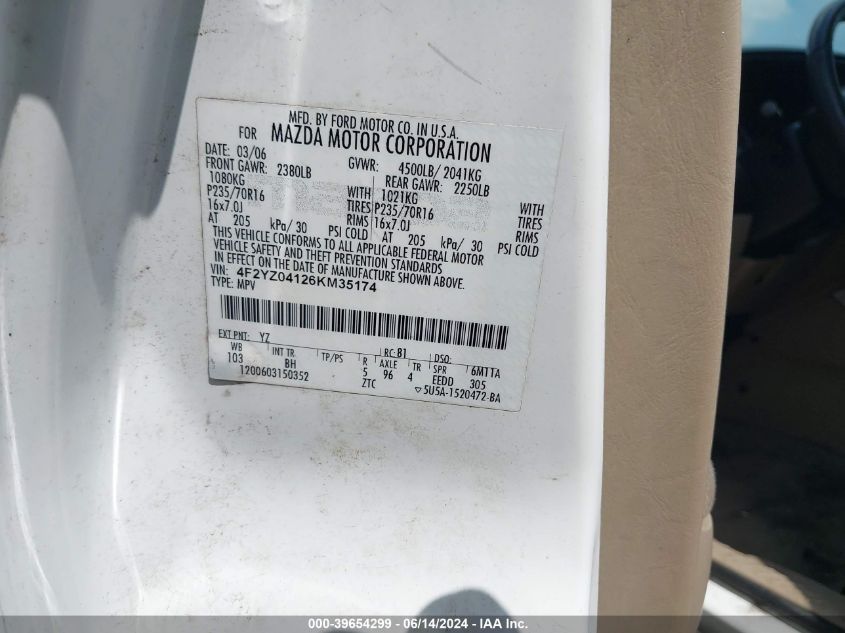 MFD. BY FORD MOTOR CO. IN U.S.A.
FOR MAZDA MOTOR CORPORATION
DATE: 03/06 GVWR: 4500LB/ 2041KG
FRONT GAWR: 2380LB REAR GAWR: 2250LB
1080KG WITH 1021KG WITH
P235/70R16 TIRES P235/70R16 TIRES
16x7.0J RIMS 16x7.0J RIMS
AT 205 kPa/ 30 PSI COLD AT 205 kPa/ 30 PSI COLD
THIS VEHICLE CONFORMS TO ALL APPLICABLE FEDERAL MOTOR
VEHICLE SAFETY AND THEFT PREVENTION STANDARDS
IN EFFECT ON THE DATE OF MANUFACTURE SHOWN ABOVE.
VIN: 4F2YZ04126KM35174
TYPE: MPV
EXT PNT: YZ RC: 81 DSO:
WB INT TR TP/PS R AXLE TR SPR 6M1TA
103 BH 5 96 4 EEDD 305
1200603150352 ZTC 5U5A-1520472-BA
000-39654299 - 06/14/2024 - IAA Inc.